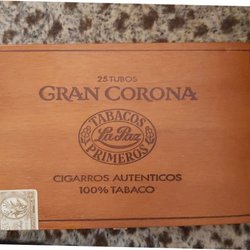 25 TUBOS
GRAN CORONA
TABACOS
La Paz
PRIMEROS
CIGARROS AUTENTICOS
100% TABACO